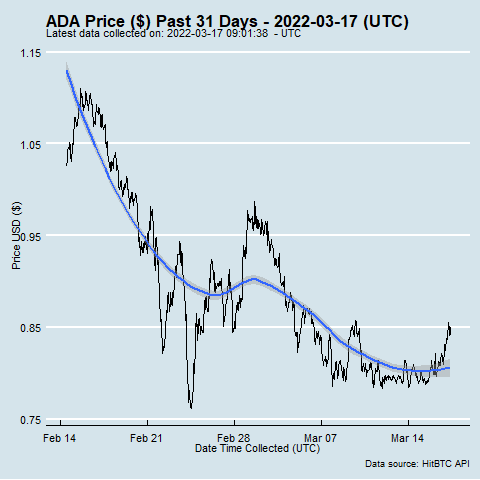 ADA Price ($) Past 31 Days - 2022-03-17 (UTC)
Latest data collected on: 2022-03-17 09:01:38  - UTC
1.15
1.05
0.95
0.85
0.75
Price USD ($)
Feb 14
Feb 21
Feb 28
Mar 07
Mar 14
Date Time Collected (UTC)
Data source: HitBTC API